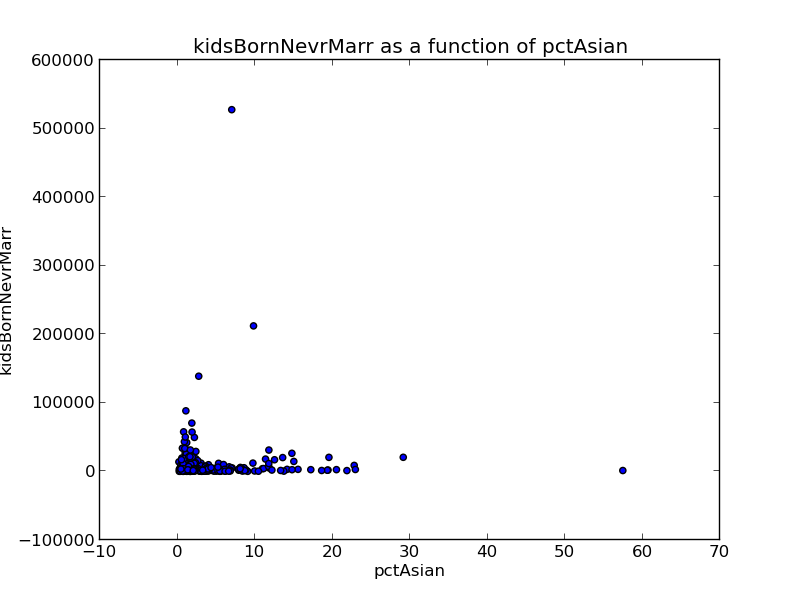 kidsBornNevrMarr as a function of pctAsian
600000
500000
400000
300000
200000
100000
0
−100000
kidsBornNevrMarr
−10 0 10 20 30 40 50 60 70
pctAsian